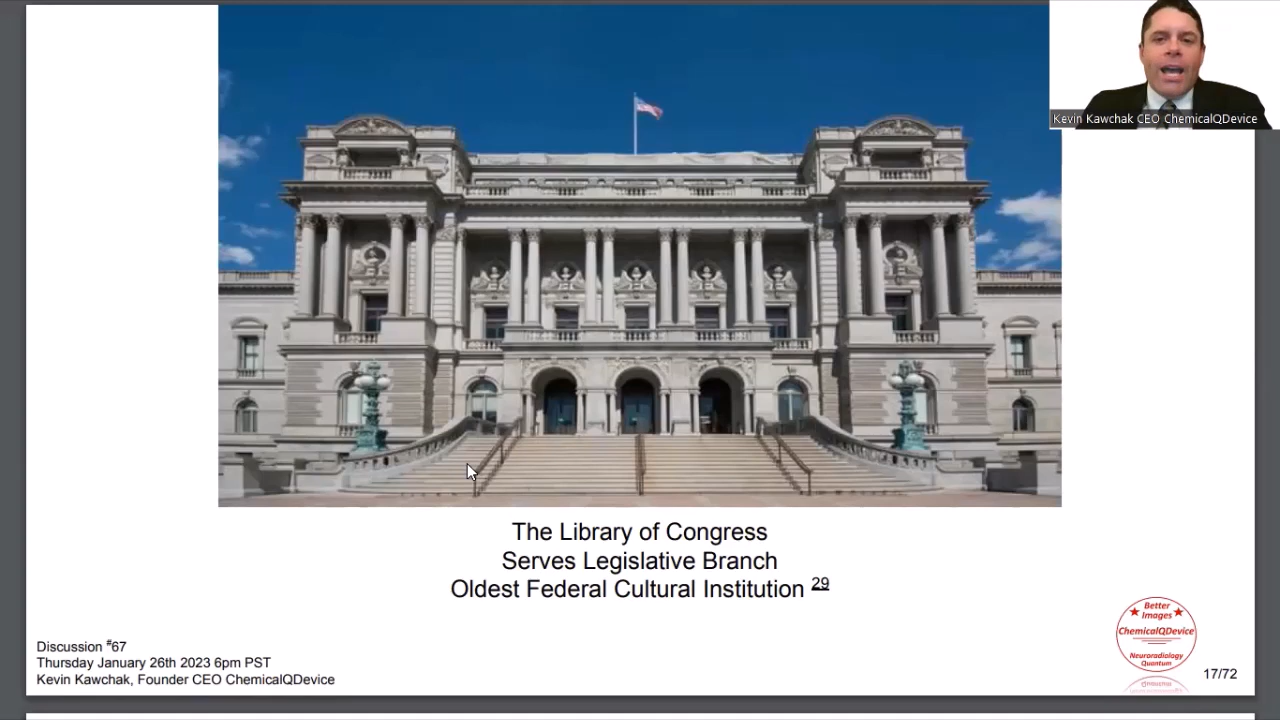 Kevin Kawchak CEO ChemicalQDevice
The Library of Congress
Serves Legislative Branch
Oldest Federal Cultural Institution 29
Discussion #67
Thursday January 26th 2023 6pm PST
Kevin Kawchak, Founder CEO ChemicalQDevice
Better
Images
ChemicalQDevice
Neuroradiology
Quantum
17/72